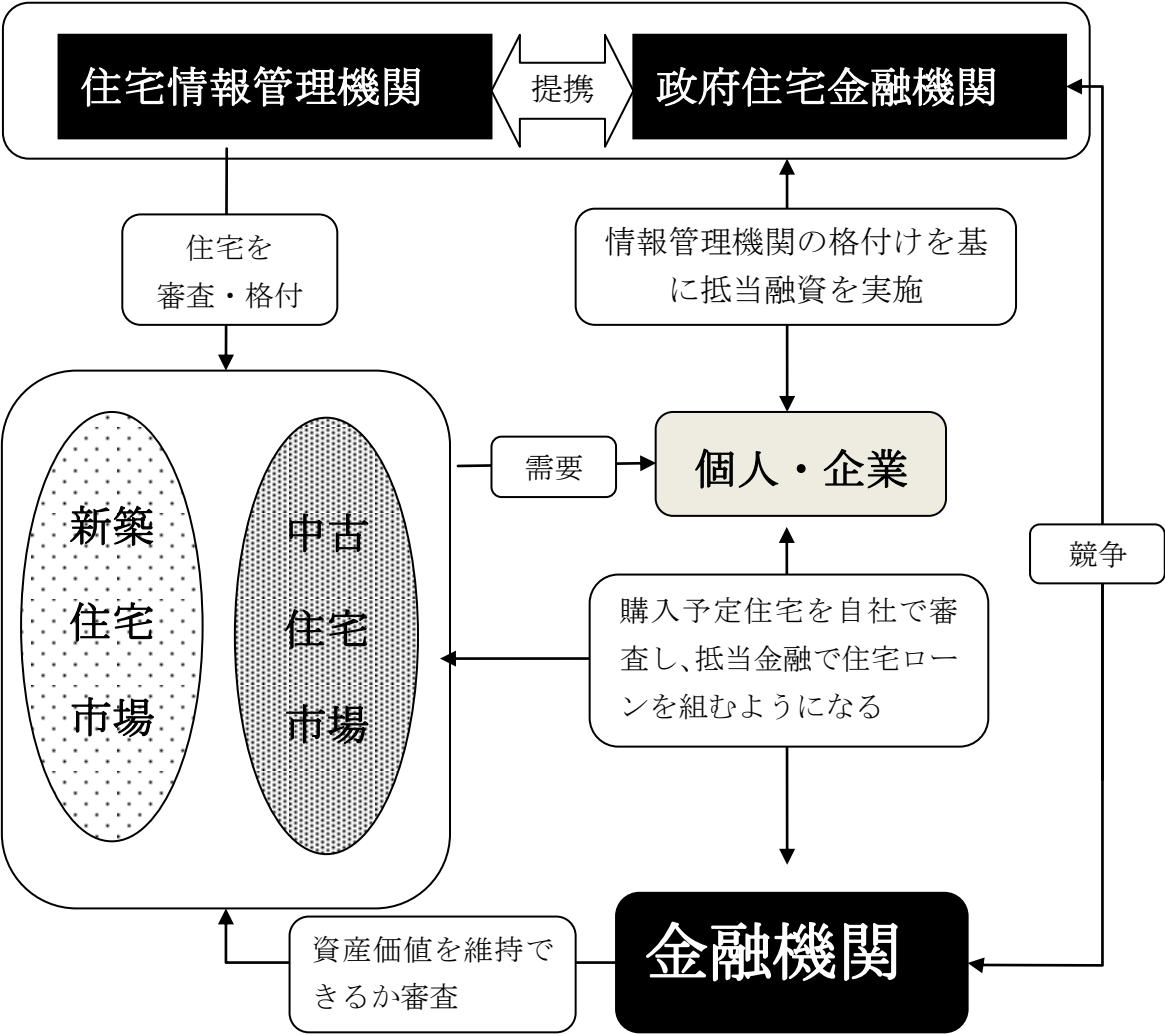 住宅情報管理機関
提携
政府住宅金融機関
住宅を
審査・格付
情報管理機関の格付けを基
に抵当融資を実施
新築
住宅
市場
中古
住宅
市場
需要
個人・企業
競争
購入予定住宅を自社で審
査し、抵当金融で住宅ロー
ンを組むようになる
資産価値を維持で
きるか審査
金融機関